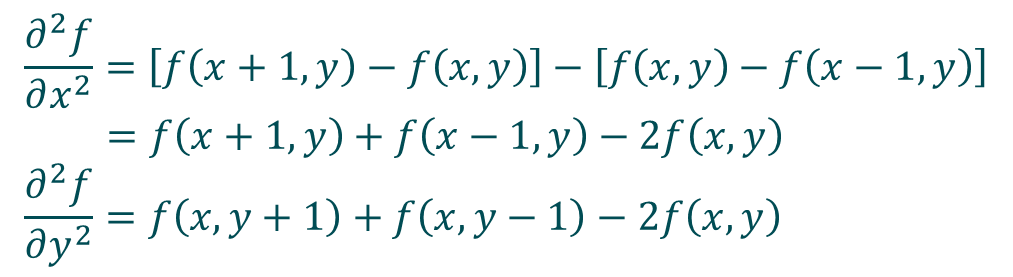 ∂²f/∂x² = [f(x + 1, y) − f(x, y)] − [f(x, y) − f(x − 1, y)]
= f(x + 1, y) + f(x − 1, y) − 2f(x, y)
∂²f/∂y² = f(x, y + 1) + f(x, y − 1) − 2f(x, y)